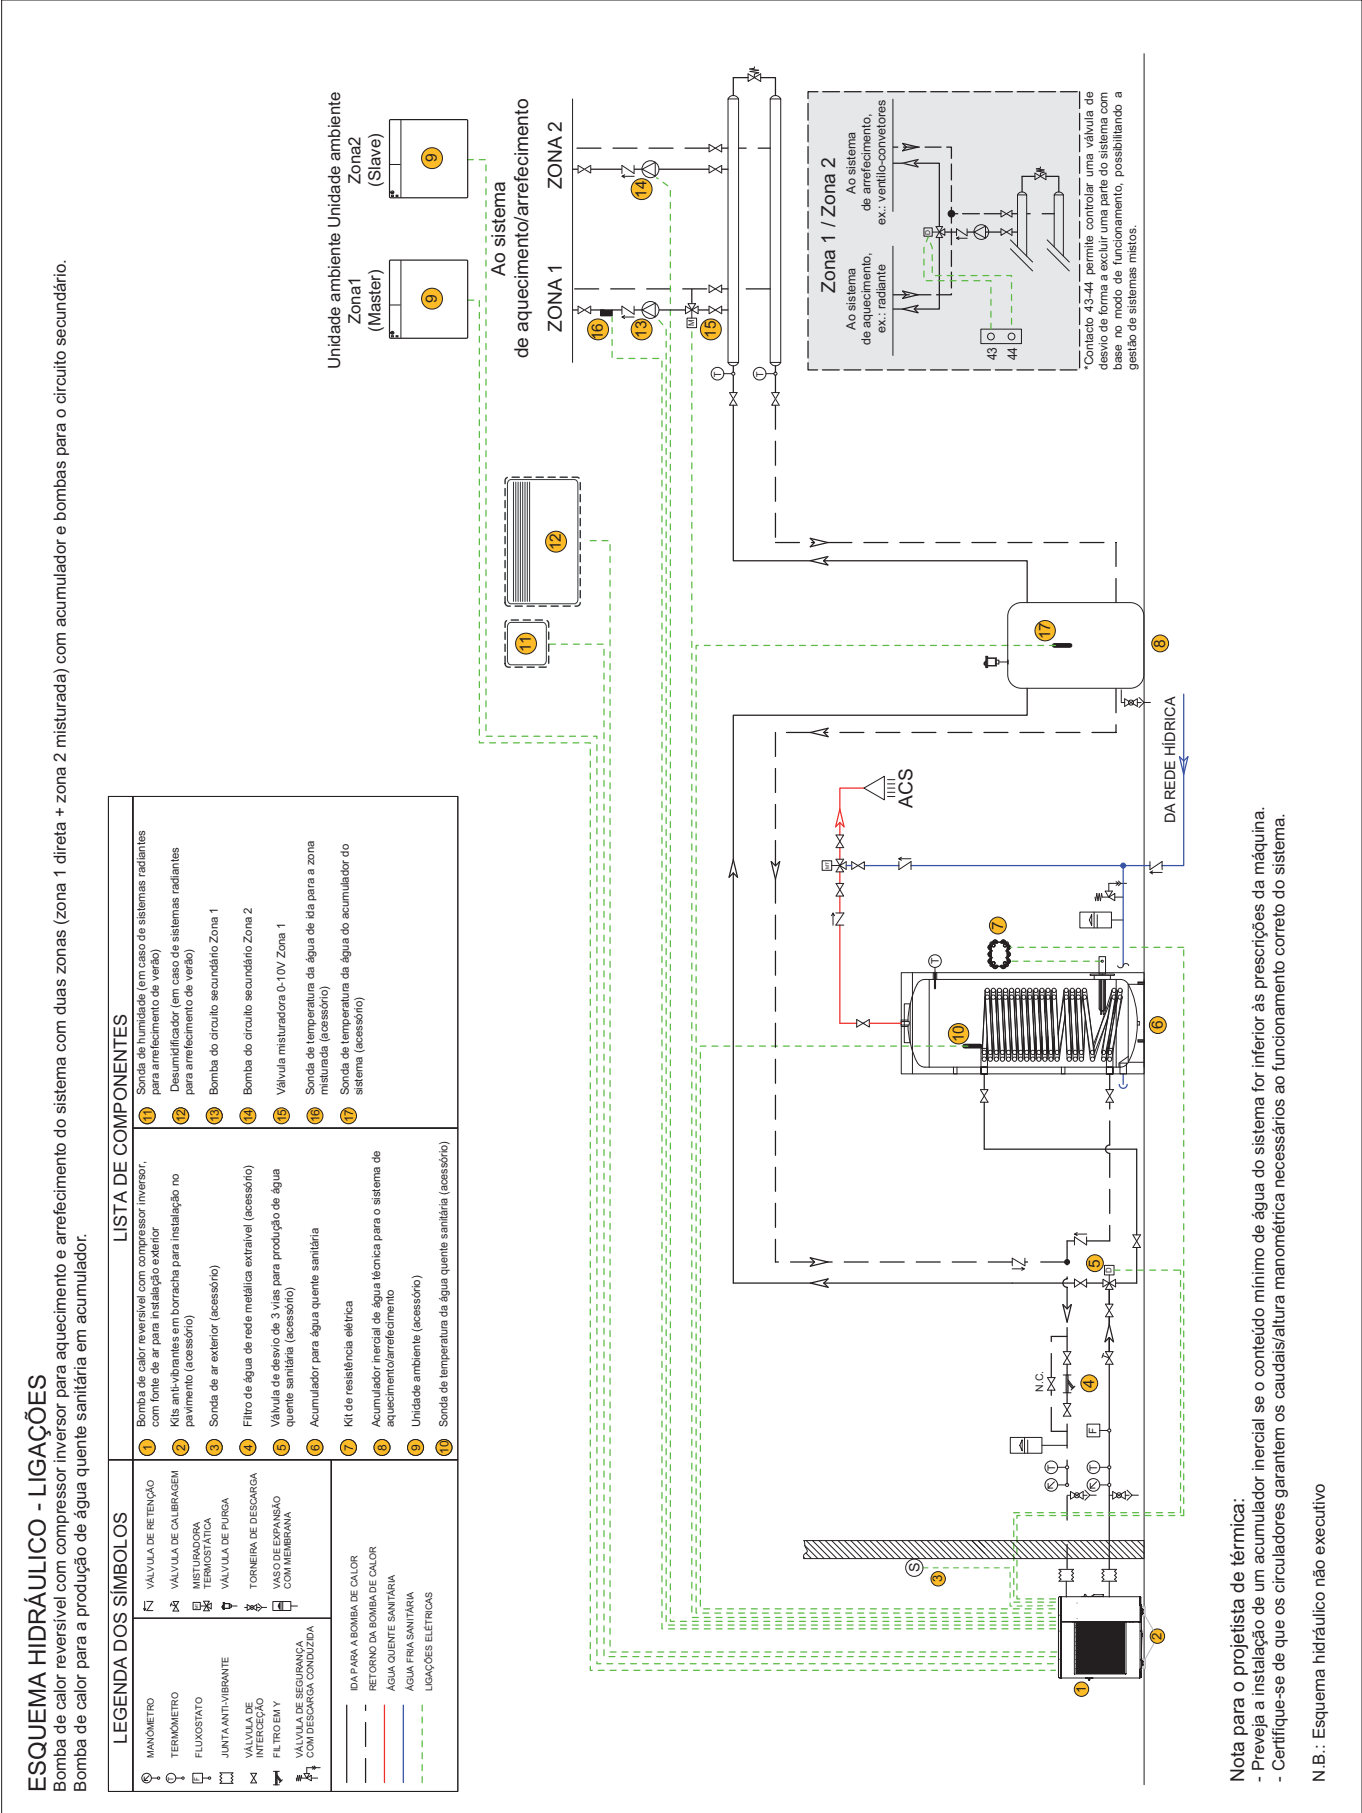 ESQUEMA HIDRÁULICO - LIGAÇÕES
Bomba de calor reversível com compressor inversor para aquecimento e arrefecimento do sistema com duas zonas (zona 1 direta + zona 2 misturada) com acumulador e bombas para o circuito secundário.
Bomba de calor para a produção de água quente sanitária em acumulador.
LEGENDA DOS SÍMBOLOS
MANÓMETRO
TERMÓMETRO
FLUXOSTATO
JUNTA ANTI-VIBRANTE
VÁLVULA DE
INTERCEÇÃO
FILTRO EM Y
VÁLVULA DE SEGURANÇA
COM DESCARGA CONDUZIDA
VÁLVULA DE RETENÇÃO
VÁLVULA DE CALIBRAGEM
MISTURADORA
TERMOSTÁTICA
VÁLVULA DE PURGA
TORNEIRA DE DESCARGA
VASO DE EXPANSÃO
COM MEMBRANA
IDA PARA A BOMBA DE CALOR
RETORNO DA BOMBA DE CALOR
ÁGUA QUENTE SANITÁRIA
ÁGUA FRIA SANITÁRIA
LIGAÇÕES ELÉTRICAS
LISTA DE COMPONENTES
1 Bomba de calor reversível com compressor inversor,
com fonte de ar para instalação exterior
2 Kits anti-vibrantes em borracha para instalação no
pavimento (acessório)
3 Sonda de ar exterior (acessório)
4 Filtro de água de rede metálica extraível (acessório)
5 Válvula de desvio de 3 vias para produção de água
quente sanitária (acessório)
6 Acumulador para água quente sanitária
7 Kit de resistência elétrica
8 Acumulador inercial de água técnica para o sistema de
aquecimento/arrefecimento
9 Unidade ambiente (acessório)
10 Sonda de temperatura da água quente sanitária (acessório)
11 Sonda de humidade (em caso de sistemas radiantes
para arrefecimento de verão)
12 Desumidificador (em caso de sistemas radiantes
para arrefecimento de verão)
13 Bomba do circuito secundário Zona 1
14 Bomba do circuito secundário Zona 2
15 Válvula misturadora 0-10V Zona 1
16 Sonda de temperatura da água de ida para a zona
misturada (acessório)
17 Sonda de temperatura da água do acumulador do
sistema (acessório)
Unidade ambiente
Zona1
(Master)
9
Unidade ambiente
Zona2
(Slave)
9
Ao sistema
de aquecimento/arrefecimento
ZONA 1
ZONA 2
16
13
M
15
14
T
T
11
12
Zona 1 / Zona 2
Ao sistema
de aquecimento,
ex.: radiante
Ao sistema
de arrefecimento,
ex.: ventilo-convetores
D
43
44
*Contacto 43-44 permite controlar uma válvula de
desvio de forma a excluir uma parte do sistema com
base no modo de funcionamento, possibilitando a
gestão de sistemas mistos.
17
8
ACS
DA REDE HÍDRICA
MT
7
T
10
6
5
D
N.C.
4
F
T
T
S
3
1
2
Nota para o projetista de térmica:
- Preveja a instalação de um acumulador inercial se o conteúdo mínimo de água do sistema for inferior às prescrições da máquina.
- Certifique-se de que os circuladores garantem os caudais/altura manométrica necessários ao funcionamento correto do sistema.
N.B.: Esquema hidráulico não executivo